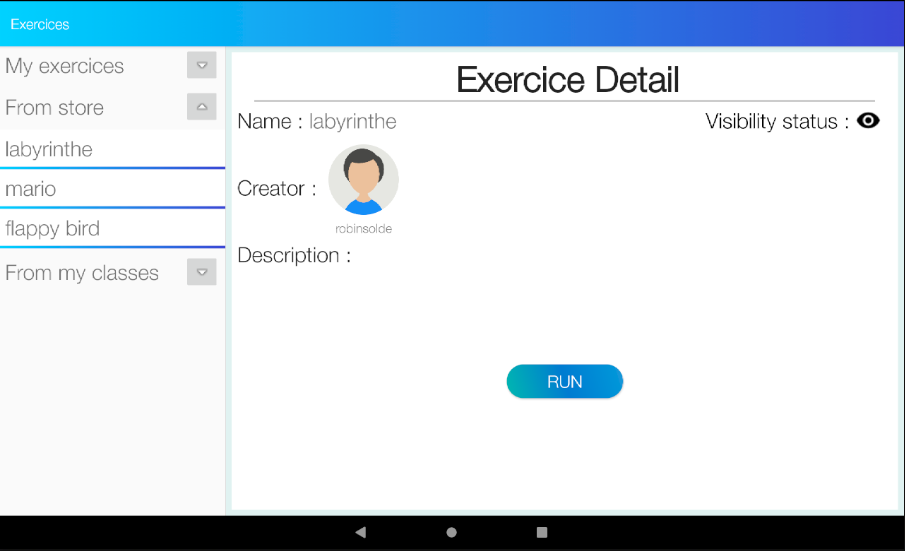 Exercices
My exercices
From store
labyrinthe
mario
flappy bird
From my classes
Exercice Detail
Name : labyrinthe
Visibility status :
Creator :
robinsolde
Description :
RUN